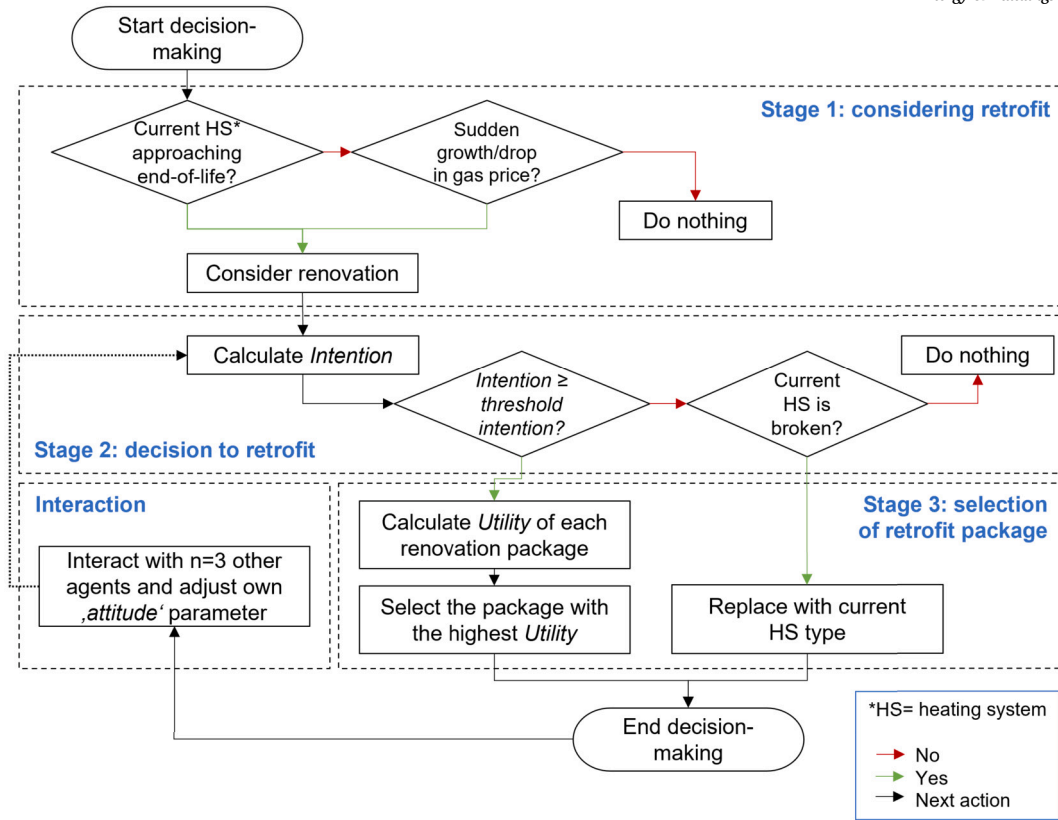 Start decision-
making
Stage 1: considering retrofit
Current HS*
approaching
end-of-life?
Sudden
growth/drop
in gas price?
Do nothing
Consider renovation
Calculate Intention
Intention ≥
threshold
intention?
Current
HS is
broken?
Do nothing
Stage 2: decision to retrofit
Interaction
Interact with n=3 other
agents and adjust own
‚attitude‘ parameter
Stage 3: selection
of retrofit package
Calculate Utility of each
renovation package
Select the package with
the highest Utility
Replace with current
HS type
End decision-
making
*HS= heating system
No
Yes
Next action